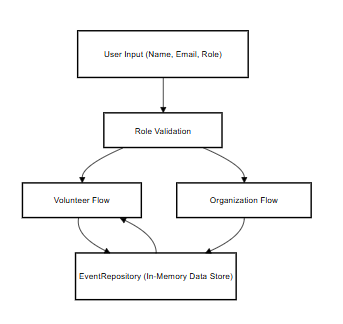 User Input (Name, Email, Role)
Role Validation
Volunteer Flow
Organization Flow
EventRepository (In-Memory Data Store)